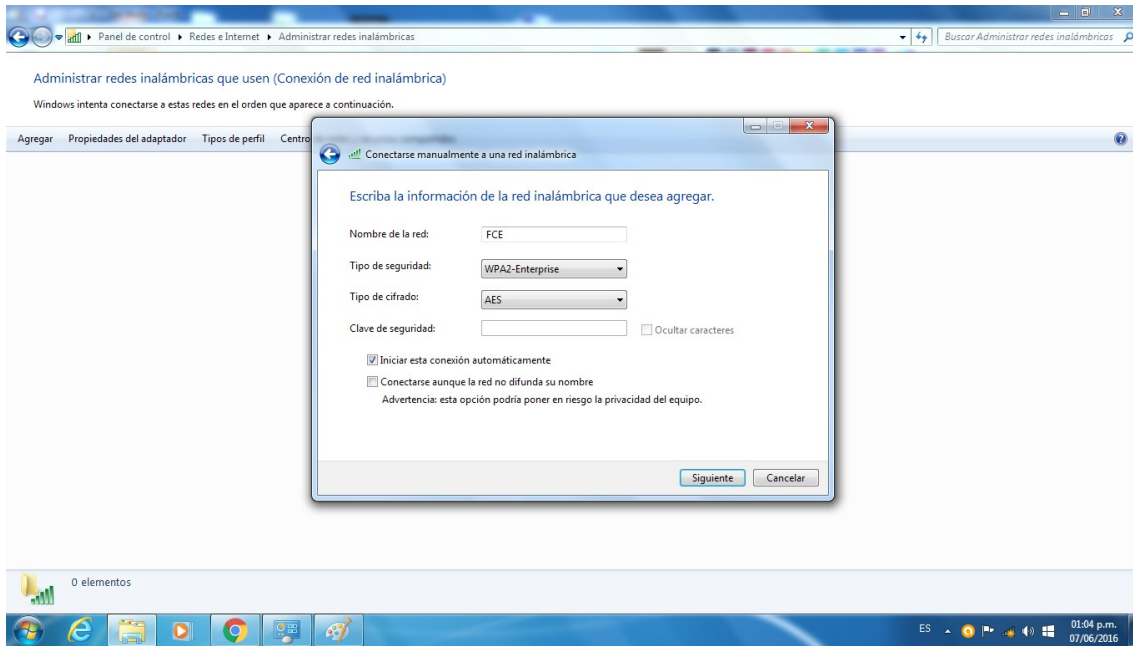 Panel de control ▸ Redes e Internet ▸ Administrar redes inalámbricas
Buscar Administrar redes inalámbricas
Administrar redes inalámbricas que usen (Conexión de red inalámbrica)
Windows intenta conectarse a estas redes en el orden que aparece a continuación.
Agregar Propiedades del adaptador Tipos de perfil Centro
Conectarse manualmente a una red inalámbrica
Escriba la información de la red inalámbrica que desea agregar.
Nombre de la red: FCE
Tipo de seguridad: WPA2-Enterprise
Tipo de cifrado: AES
Clave de seguridad: Ocultar caracteres
Iniciar esta conexión automáticamente
Conectarse aunque la red no difunda su nombre
Advertencia: esta opción podría poner en riesgo la privacidad del equipo.
Siguiente Cancelar
0 elementos
ES 01:04 p.m.
07/06/2016